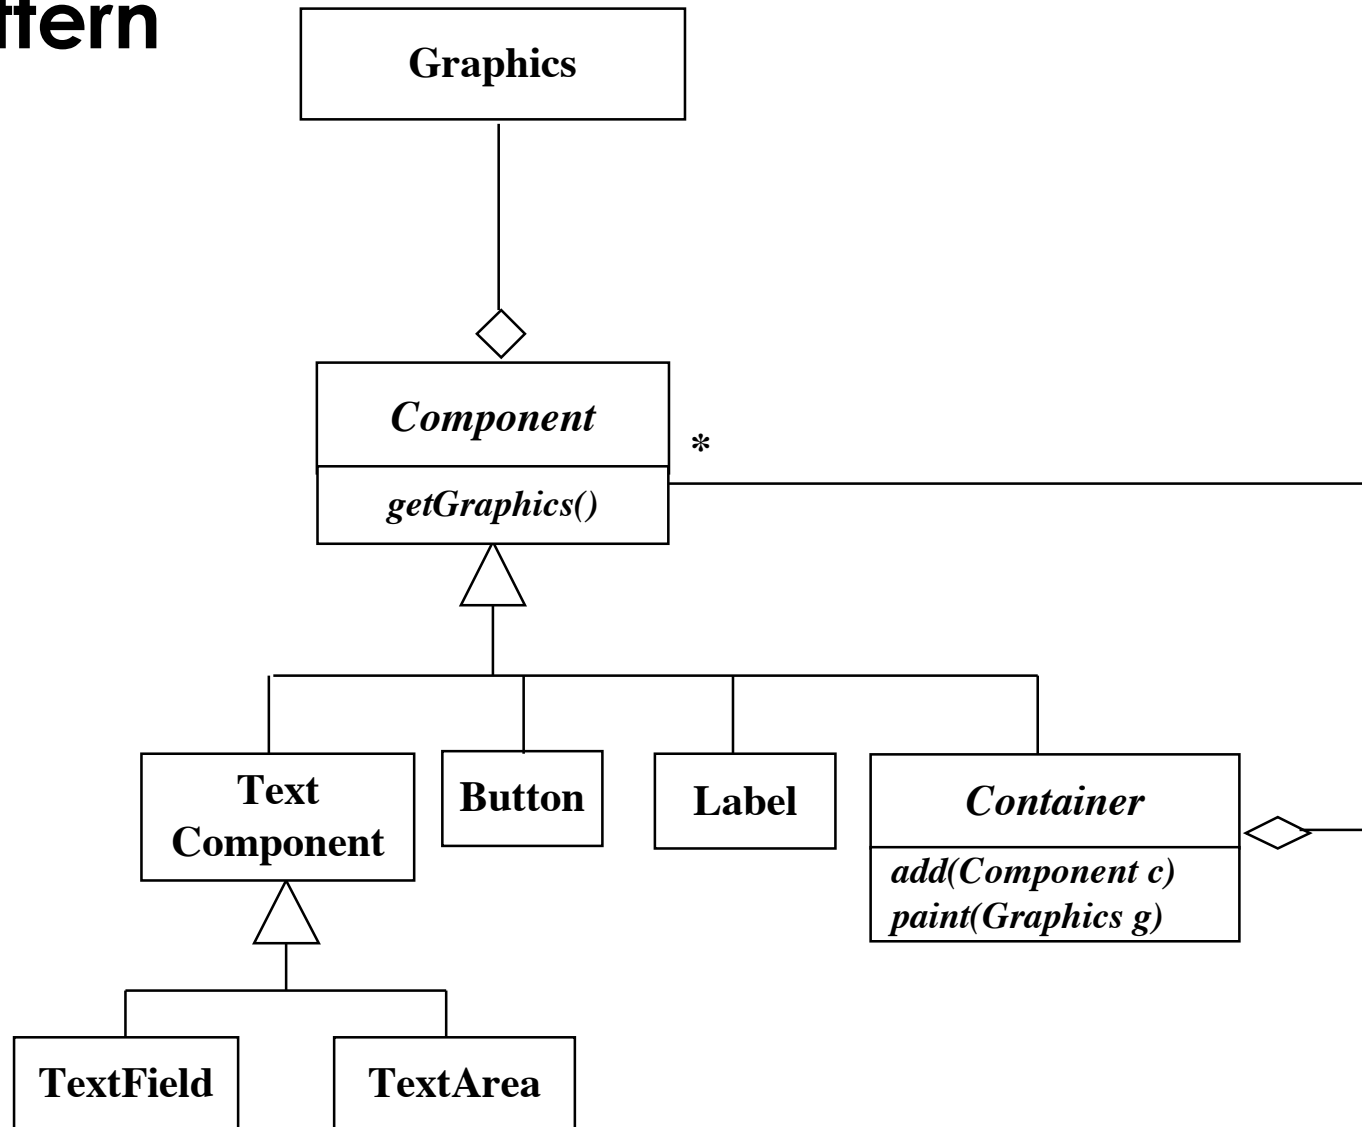 ttern
Graphics
Component
*
getGraphics()
Text
Component
Button
Label
Container
add(Component c)
paint(Graphics g)
TextField
TextArea